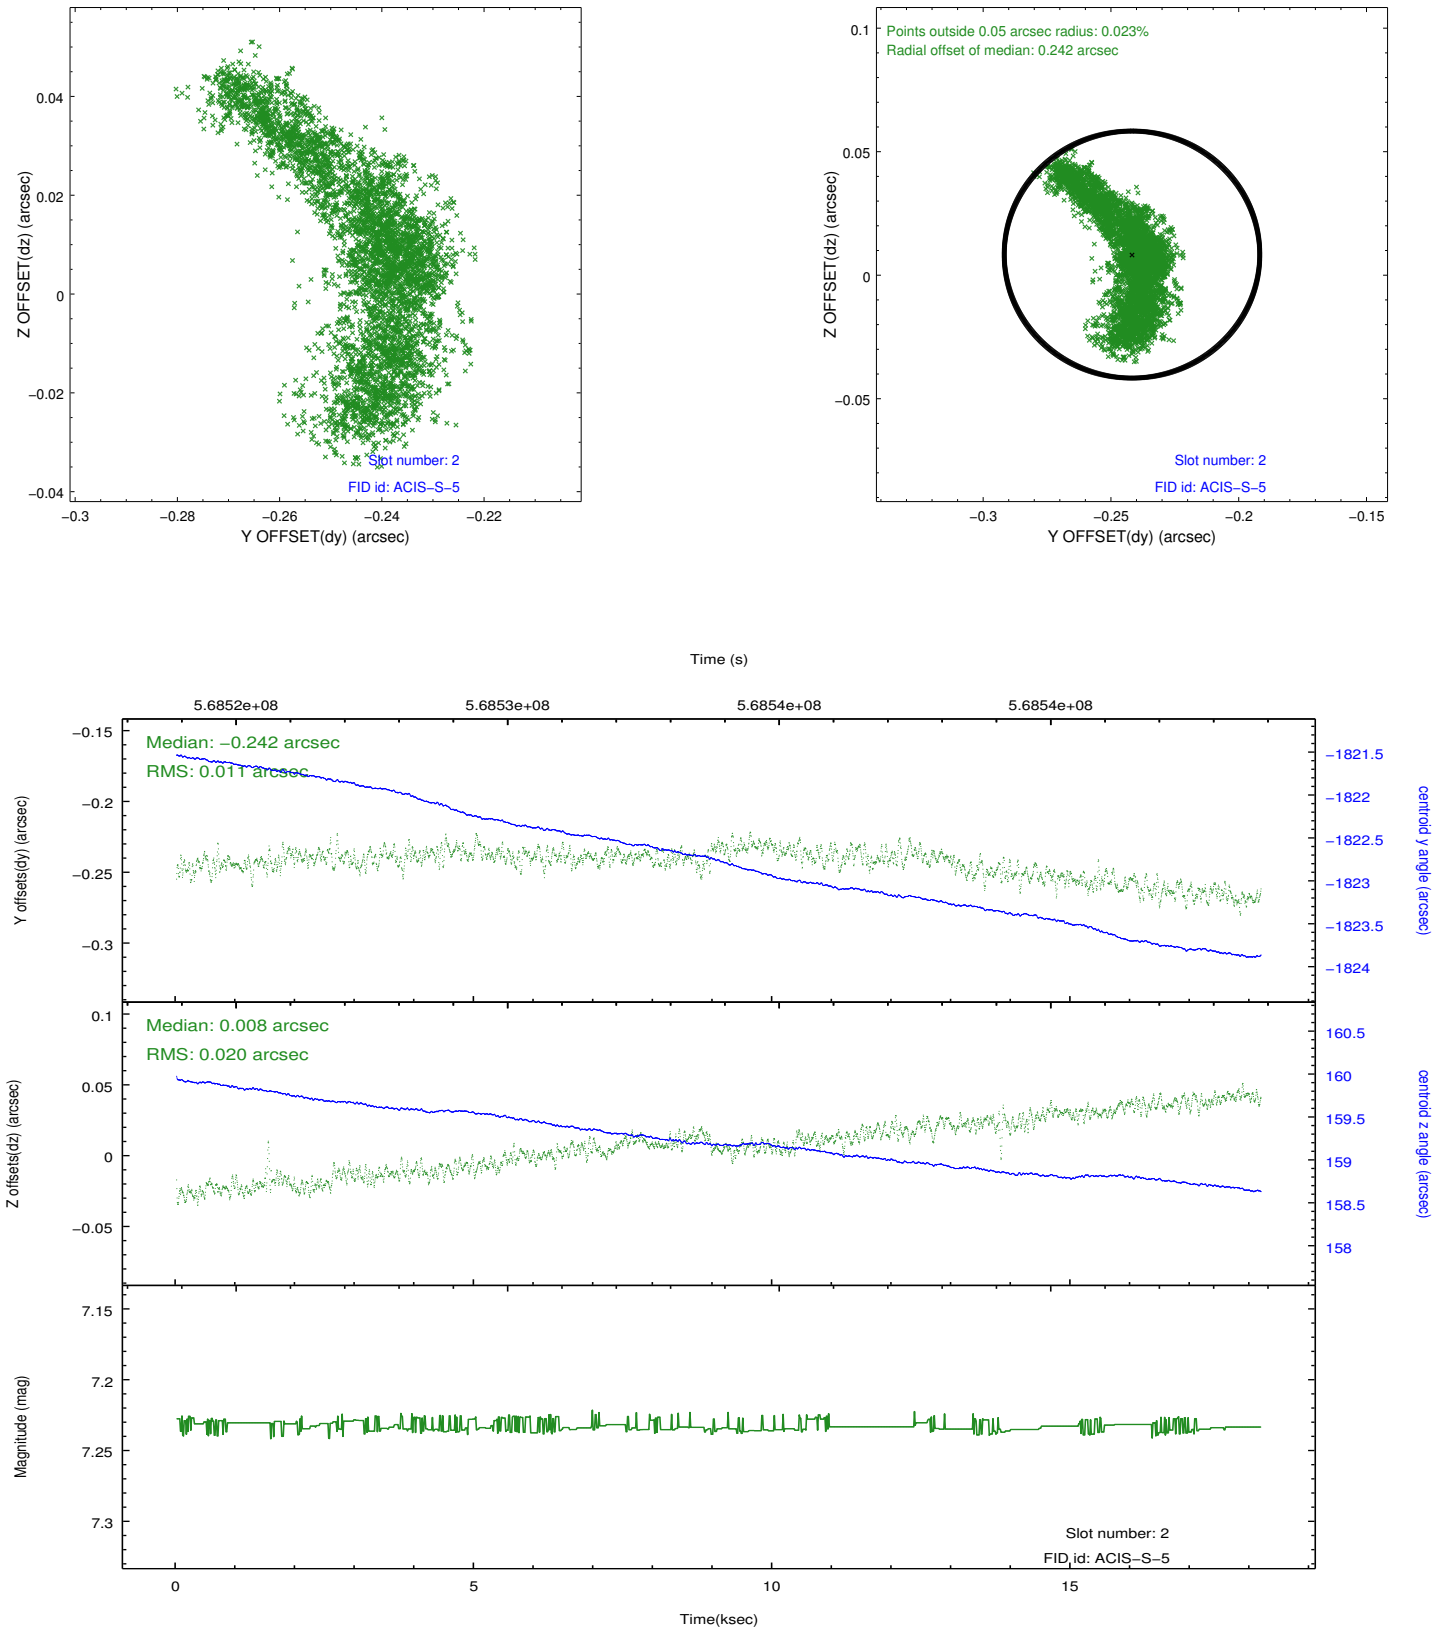 0.04
0.02
0
−0.02
−0.04
Z OFFSET(dz) (arcsec)
Slot number: 2
FID id: ACIS−S−5
−0.3
−0.28
−0.26
−0.24
−0.22
Y OFFSET(dy) (arcsec)
Points outside 0.05 arcsec radius: 0.023%
Radial offset of median: 0.242 arcsec
0.1
0.05
0
−0.05
Z OFFSET(dz) (arcsec)
Slot number: 2
FID id: ACIS−S−5
−0.3
−0.25
−0.2
−0.15
Y OFFSET(dy) (arcsec)
Time (s)
5.6852e+08
5.6853e+08
5.6854e+08
5.6854e+08
Median: −0.242 arcsec
RMS: 0.011 arcsec
−0.15
−0.2
−0.25
−0.3
Y offsets(dy) (arcsec)
−1821.5
−1822
−1822.5
−1823
−1823.5
−1824
centroid y angle (arcsec)
Median: 0.008 arcsec
RMS: 0.020 arcsec
0.1
0.05
0
−0.05
Z offsets(dz) (arcsec)
160.5
160
159.5
159
158.5
158
centroid z angle (arcsec)
7.15
7.2
7.25
7.3
Magnitude (mag)
Slot number: 2
FID id: ACIS−S−5
0
5
10
15
Time(ksec)